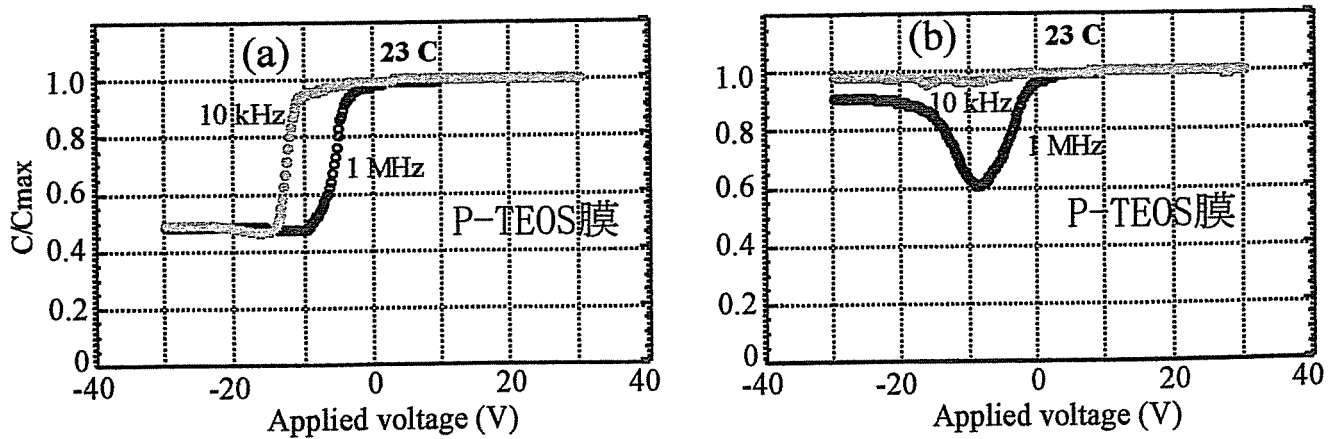 (a)
23 C
1.0
0.8
0.6
0.4
0.2
0
C/Cmax
10 kHz
1 MHz
P-TEOS膜
-40
-20
0
20
40
Applied voltage (V)
(b)
23 C
1.0
0.8
0.6
0.4
0.2
0
10 kHz
1 MHz
P-TEOS膜
-40
-20
0
20
40
Applied voltage (V)